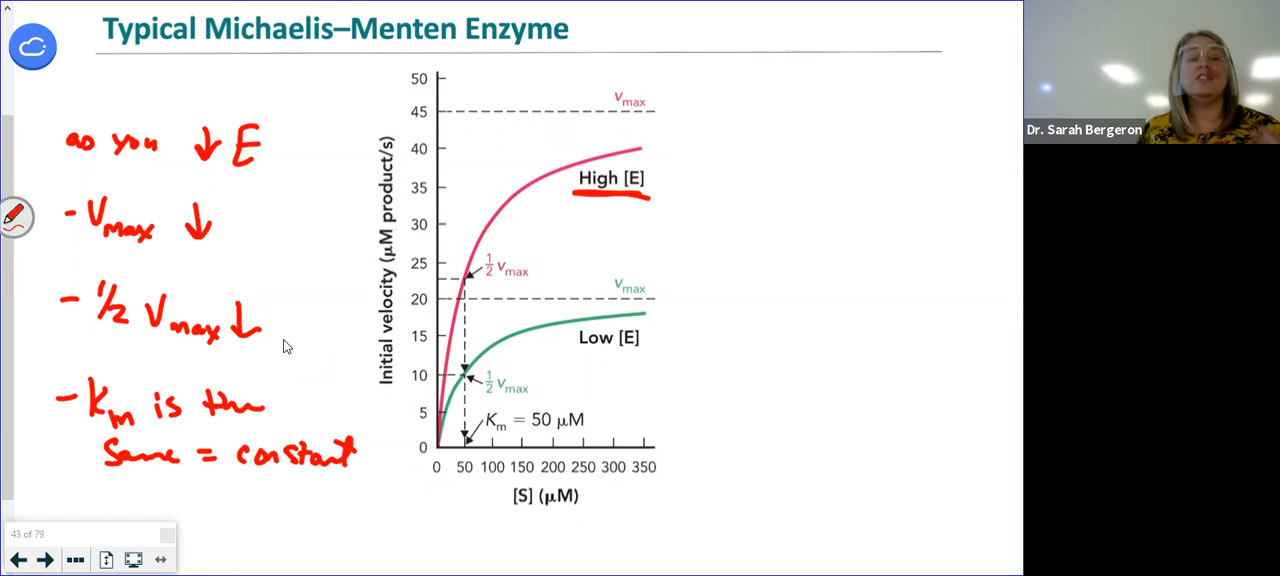 Typical Michaelis–Menten Enzyme
as you ↓ E
- Vmax ↓
- 1/2 Vmax ↓
- Km is the
same = constant
Initial velocity (μM product/s)
50
45
40
35
30
25
20
15
10
5
0
Vmax
High [E]
1/2 Vmax
Vmax
Low [E]
1/2 Vmax
Km = 50 μM
0 50 100 150 200 250 300 350
[S] (μM)
Dr. Sarah Bergeron
43 of 79